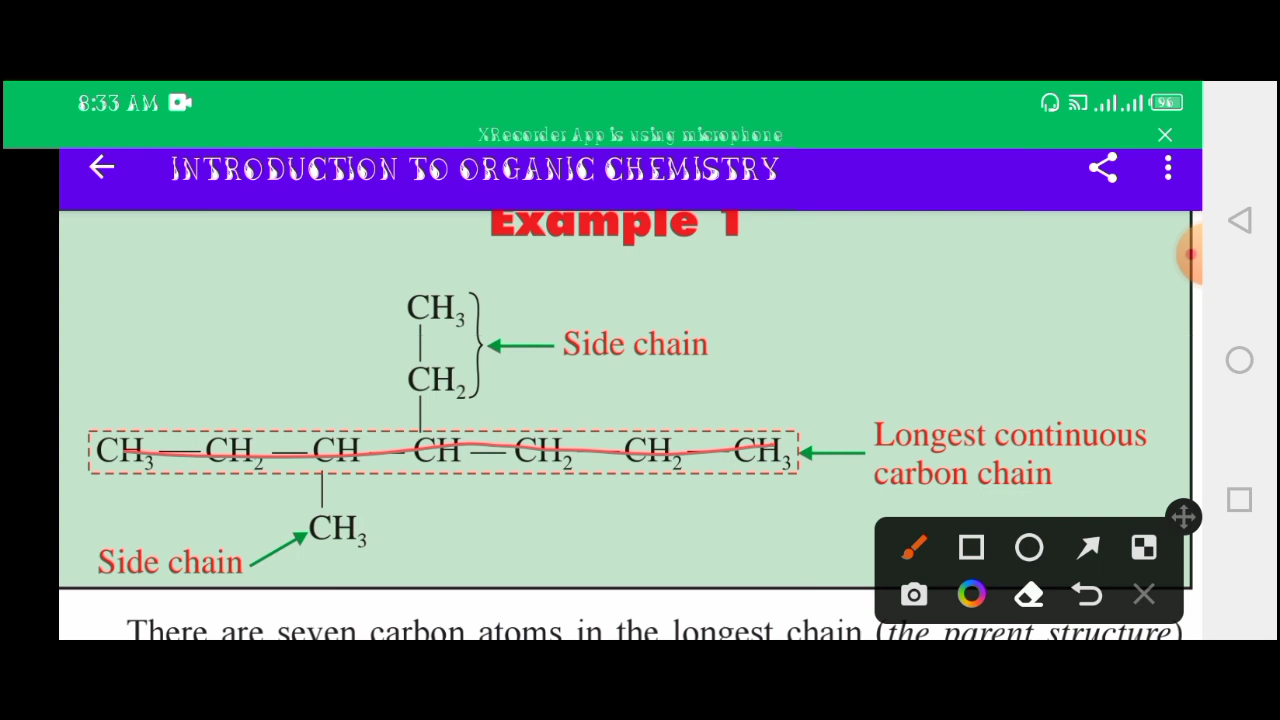 8:33 AM
96
XRecorder App is using microphone
INTRODUCTION TO ORGANIC CHEMISTRY
Example 1
CH₃
Side chain
CH₂
CH₃ — CH₂ — CH — CH — CH₂ — CH₂ — CH₃
Longest continuous
carbon chain
CH₃
Side chain
There are seven carbon atoms in the longest chain (the parent structure)